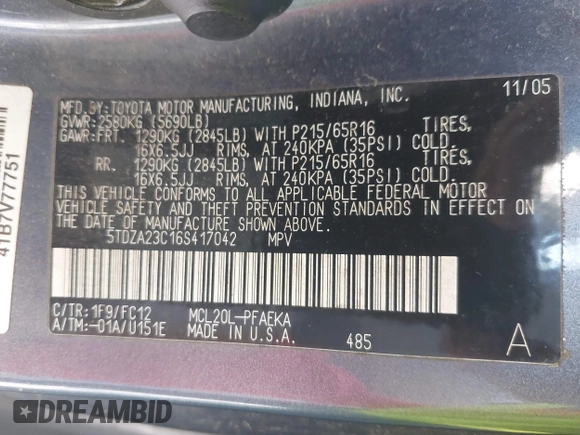 MFD.BY:TOYOTA MOTOR MANUFACTURING, INDIANA, INC. 11/05
GVWR:2580KG (5690LB)
GAWR:FRT. 1290KG (2845LB) WITH P215/65R16 TIRES,
16X6.5JJ RIMS, AT 240KPA (35PSI) COLD.
RR. 1290KG (2845LB) WITH P215/65R16 TIRES,
16X6.5JJ RIMS, AT 240KPA (35PSI) COLD.
THIS VEHICLE CONFORMS TO ALL APPLICABLE FEDERAL MOTOR
VEHICLE SAFETY AND THEFT PREVENTION STANDARDS IN EFFECT ON
THE DATE OF MANUFACTURE SHOWN ABOVE.
5TDZA23C16S417042 MPV
C/TR:1F9/FC12 MCL20L-PFAEKA
A/TM:-01A/U151E MADE IN U.S.A. 485 A
41B7V77751
DREAMBID